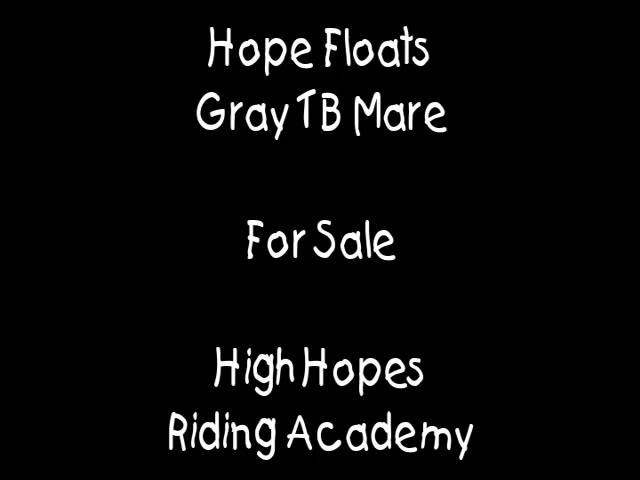 Hope Floats
Gray TB Mare
For Sale
High Hopes
Riding Academy